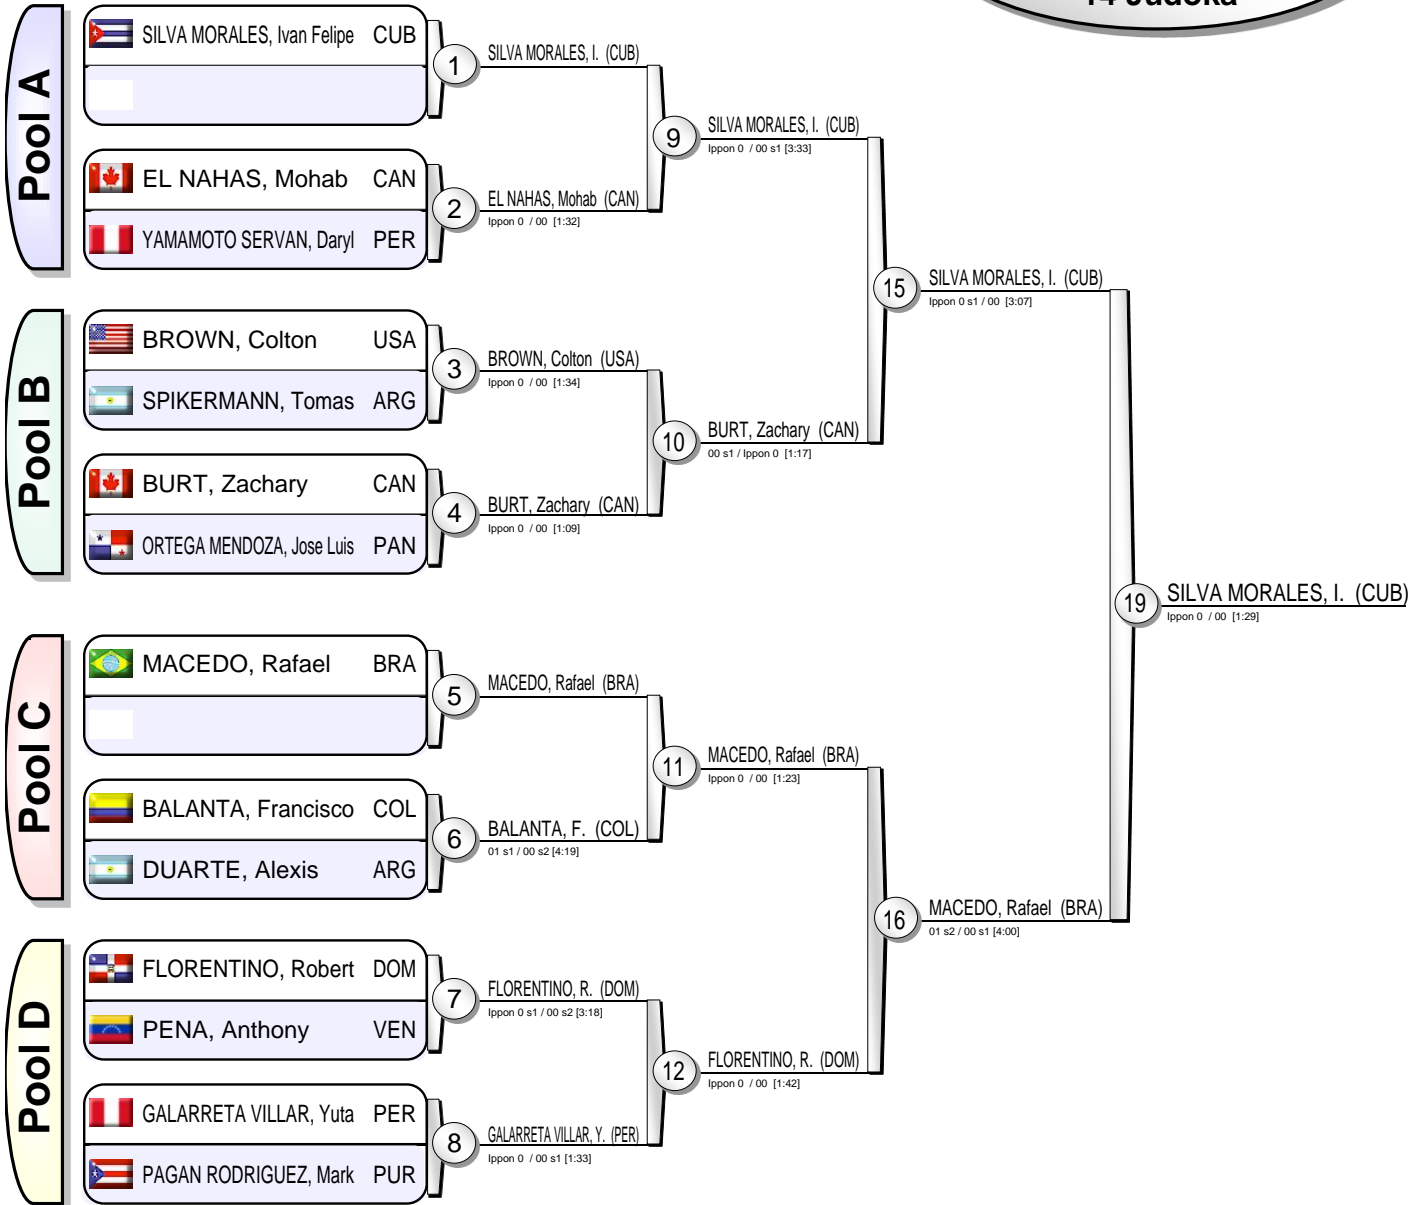 14 Judoka
Pool A
SILVA MORALES, Ivan Felipe CUB
EL NAHAS, Mohab CAN
YAMAMOTO SERVAN, Daryl PER
Pool B
BROWN, Colton USA
SPIKERMANN, Tomas ARG
BURT, Zachary CAN
ORTEGA MENDOZA, Jose Luis PAN
Pool C
MACEDO, Rafael BRA
BALANTA, Francisco COL
DUARTE, Alexis ARG
Pool D
FLORENTINO, Robert DOM
PENA, Anthony VEN
GALARRETA VILLAR, Yuta PER
PAGAN RODRIGUEZ, Mark PUR
1
SILVA MORALES, I. (CUB)
2
EL NAHAS, Mohab (CAN)
Ippon 0 / 00 [1:32]
3
BROWN, Colton (USA)
Ippon 0 / 00 [1:34]
4
BURT, Zachary (CAN)
Ippon 0 / 00 [1:09]
5
MACEDO, Rafael (BRA)
6
BALANTA, F. (COL)
01 s1 / 00 s2 [4:19]
7
FLORENTINO, R. (DOM)
Ippon 0 s1 / 00 s2 [3:18]
8
GALARRETA VILLAR, Y. (PER)
Ippon 0 / 00 s1 [1:33]
9
SILVA MORALES, I. (CUB)
Ippon 0 / 00 s1 [3:33]
10
BURT, Zachary (CAN)
00 s1 / Ippon 0 [1:17]
11
MACEDO, Rafael (BRA)
Ippon 0 / 00 [1:23]
12
FLORENTINO, R. (DOM)
Ippon 0 / 00 [1:42]
15
SILVA MORALES, I. (CUB)
Ippon 0 s1 / 00 [3:07]
16
MACEDO, Rafael (BRA)
01 s2 / 00 s1 [4:00]
19
SILVA MORALES, I. (CUB)
Ippon 0 / 00 [1:29]